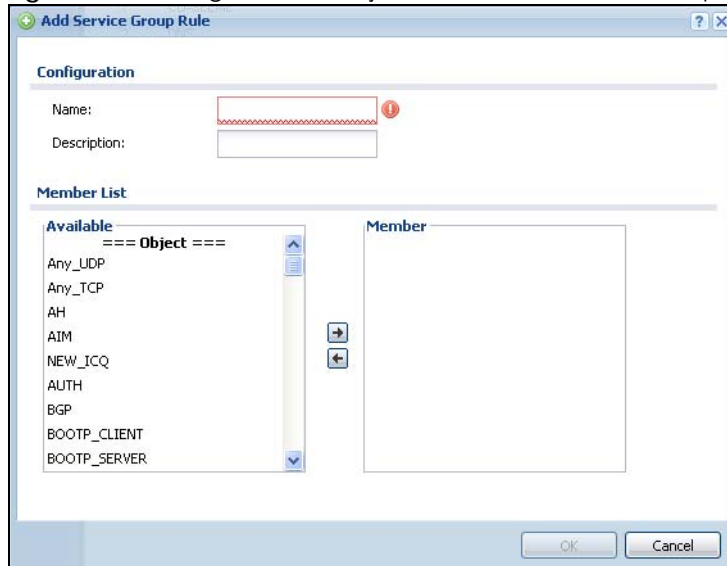 Add Service Group Rule
Configuration
Name:
Description:
Member List
Available
=== Object ===
Any_UDP
Any_TCP
AH
AIM
NEW_ICQ
AUTH
BGP
BOOTP_CLIENT
BOOTP_SERVER
Member
OK
Cancel